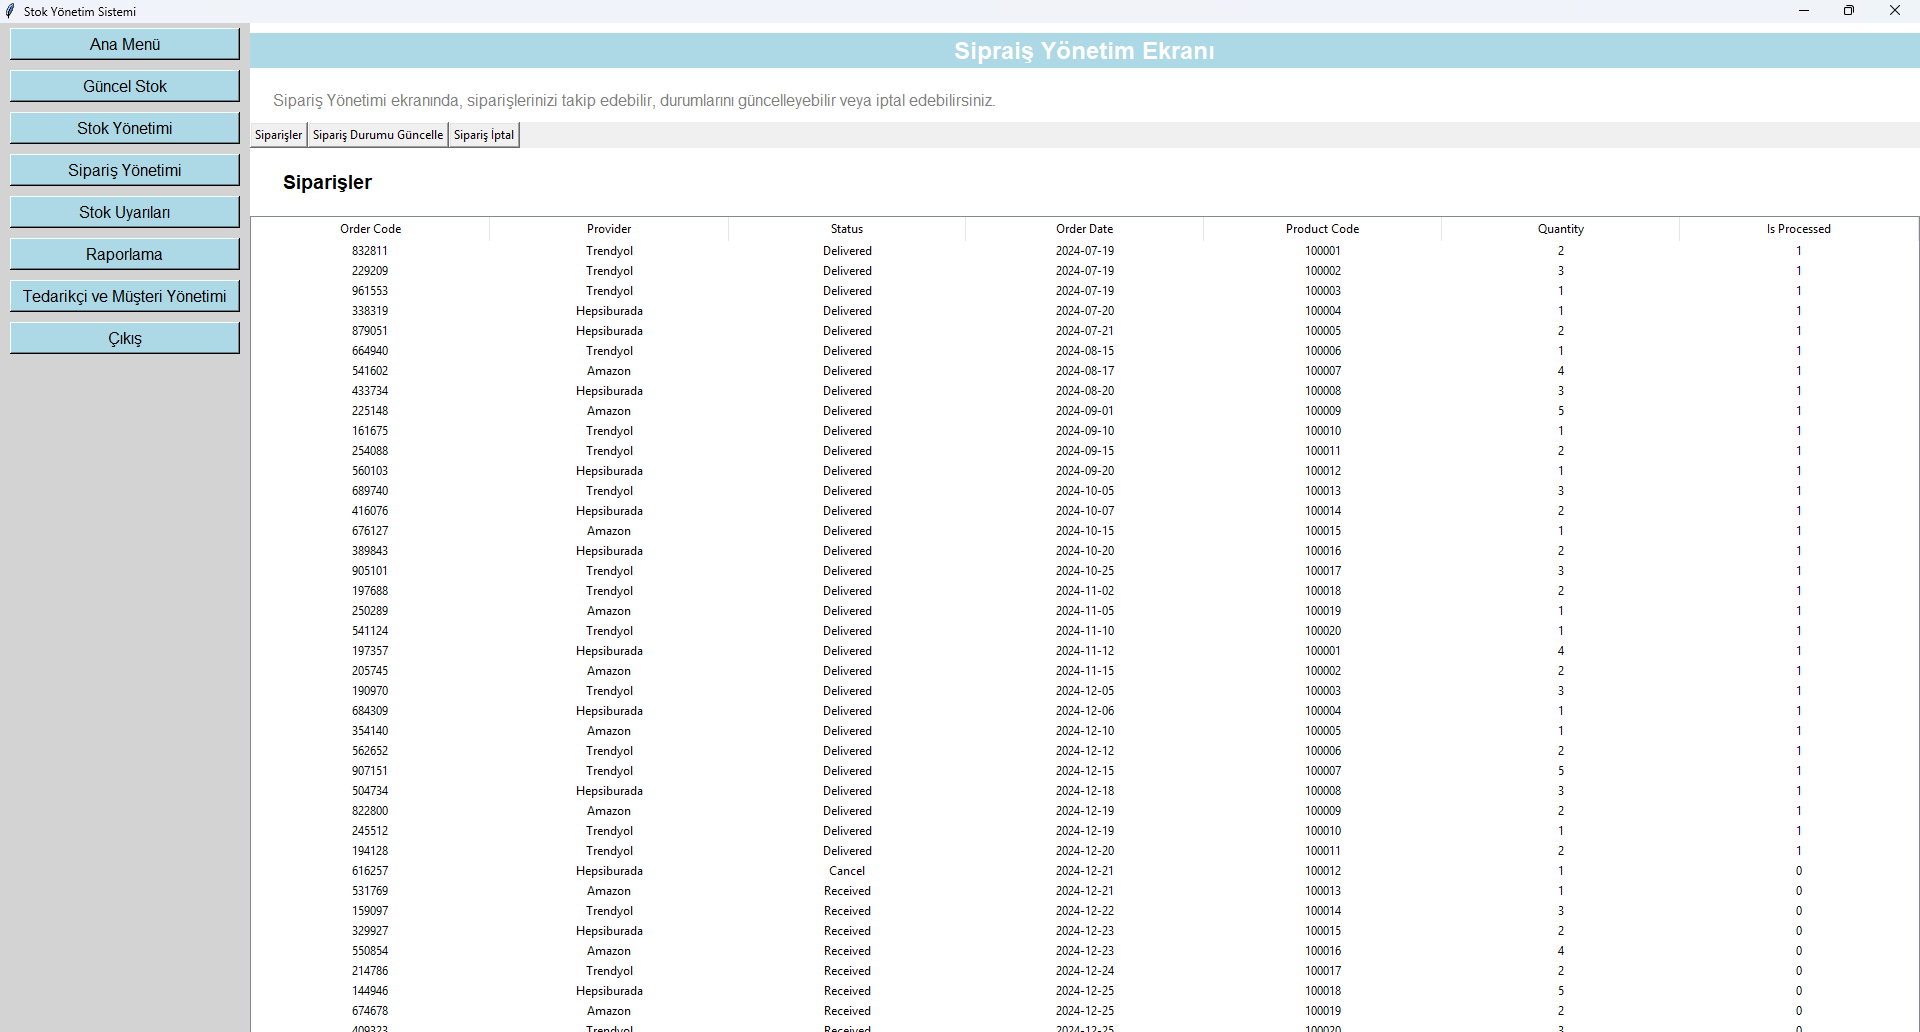 Stok Yönetim Sistemi
Ana Menü
Güncel Stok
Stok Yönetimi
Sipariş Yönetimi
Stok Uyarıları
Raporlama
Tedarikçi ve Müşteri Yönetimi
Çıkış
Sipraiş Yönetim Ekranı
Sipariş Yönetimi ekranında, siparişlerinizi takip edebilir, durumlarını güncelleyebilir veya iptal edebilirsiniz.
Siparişler Sipariş Durumu Güncelle Sipariş İptal
Siparişler
Order Code Provider Status Order Date Product Code Quantity Is Processed
832811 Trendyol Delivered 2024-07-19 100001 2 1
229209 Trendyol Delivered 2024-07-19 100002 3 1
961553 Trendyol Delivered 2024-07-19 100003 1 1
338319 Hepsiburada Delivered 2024-07-20 100004 1 1
879051 Hepsiburada Delivered 2024-07-21 100005 2 1
664940 Trendyol Delivered 2024-08-15 100006 1 1
541602 Amazon Delivered 2024-08-17 100007 4 1
433734 Hepsiburada Delivered 2024-08-20 100008 3 1
225148 Amazon Delivered 2024-09-01 100009 5 1
161675 Trendyol Delivered 2024-09-10 100010 1 1
254088 Trendyol Delivered 2024-09-15 100011 2 1
560103 Hepsiburada Delivered 2024-09-20 100012 1 1
689740 Trendyol Delivered 2024-10-05 100013 3 1
416076 Hepsiburada Delivered 2024-10-07 100014 2 1
676127 Amazon Delivered 2024-10-15 100015 1 1
389843 Hepsiburada Delivered 2024-10-20 100016 2 1
905101 Trendyol Delivered 2024-10-25 100017 3 1
197688 Trendyol Delivered 2024-11-02 100018 2 1
250289 Amazon Delivered 2024-11-05 100019 1 1
541124 Trendyol Delivered 2024-11-10 100020 1 1
197357 Hepsiburada Delivered 2024-11-12 100001 4 1
205745 Amazon Delivered 2024-11-15 100002 2 1
190970 Trendyol Delivered 2024-12-05 100003 3 1
684309 Hepsiburada Delivered 2024-12-06 100004 1 1
354140 Amazon Delivered 2024-12-10 100005 1 1
562652 Trendyol Delivered 2024-12-12 100006 2 1
907151 Trendyol Delivered 2024-12-15 100007 5 1
504734 Hepsiburada Delivered 2024-12-18 100008 3 1
822800 Amazon Delivered 2024-12-19 100009 2 1
245512 Trendyol Delivered 2024-12-19 100010 1 1
194128 Trendyol Delivered 2024-12-20 100011 2 1
616257 Hepsiburada Cancel 2024-12-21 100012 1 0
531769 Amazon Received 2024-12-21 100013 1 0
159097 Trendyol Received 2024-12-22 100014 3 0
329927 Hepsiburada Received 2024-12-23 100015 2 0
550854 Amazon Received 2024-12-23 100016 4 0
214786 Trendyol Received 2024-12-24 100017 2 0
144946 Hepsiburada Received 2024-12-25 100018 5 0
674678 Amazon Received 2024-12-25 100019 2 0
409323 Trendyol Received 2024-12-25 100020 3 0